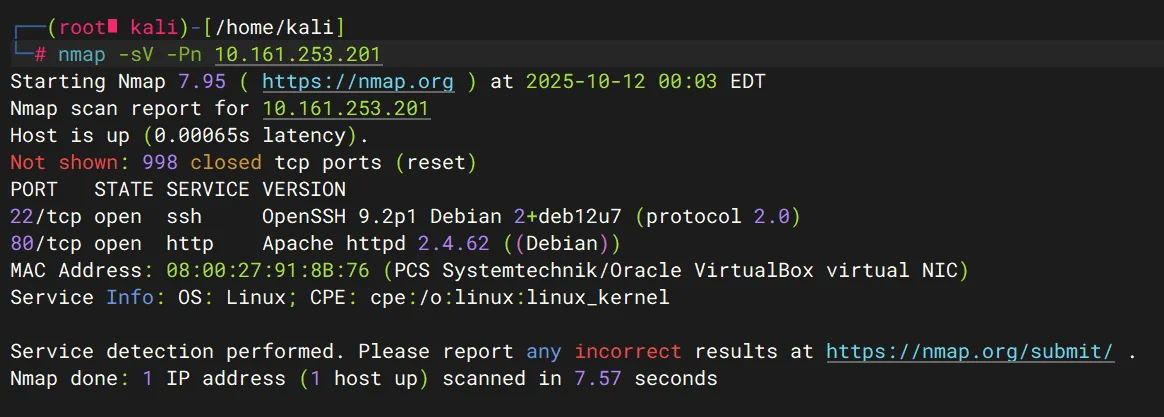 ┌──(root㉿kali)-[/home/kali]
└─# nmap -sV -Pn 10.161.253.201
Starting Nmap 7.95 ( https://nmap.org ) at 2025-10-12 00:03 EDT
Nmap scan report for 10.161.253.201
Host is up (0.00065s latency).
Not shown: 998 closed tcp ports (reset)
PORT   STATE SERVICE VERSION
22/tcp open  ssh     OpenSSH 9.2p1 Debian 2+deb12u7 (protocol 2.0)
80/tcp open  http    Apache httpd 2.4.62 ((Debian))
MAC Address: 08:00:27:91:8B:76 (PCS Systemtechnik/Oracle VirtualBox virtual NIC)
Service Info: OS: Linux; CPE: cpe:/o:linux:linux_kernel

Service detection performed. Please report any incorrect results at https://nmap.org/submit/ .
Nmap done: 1 IP address (1 host up) scanned in 7.57 seconds